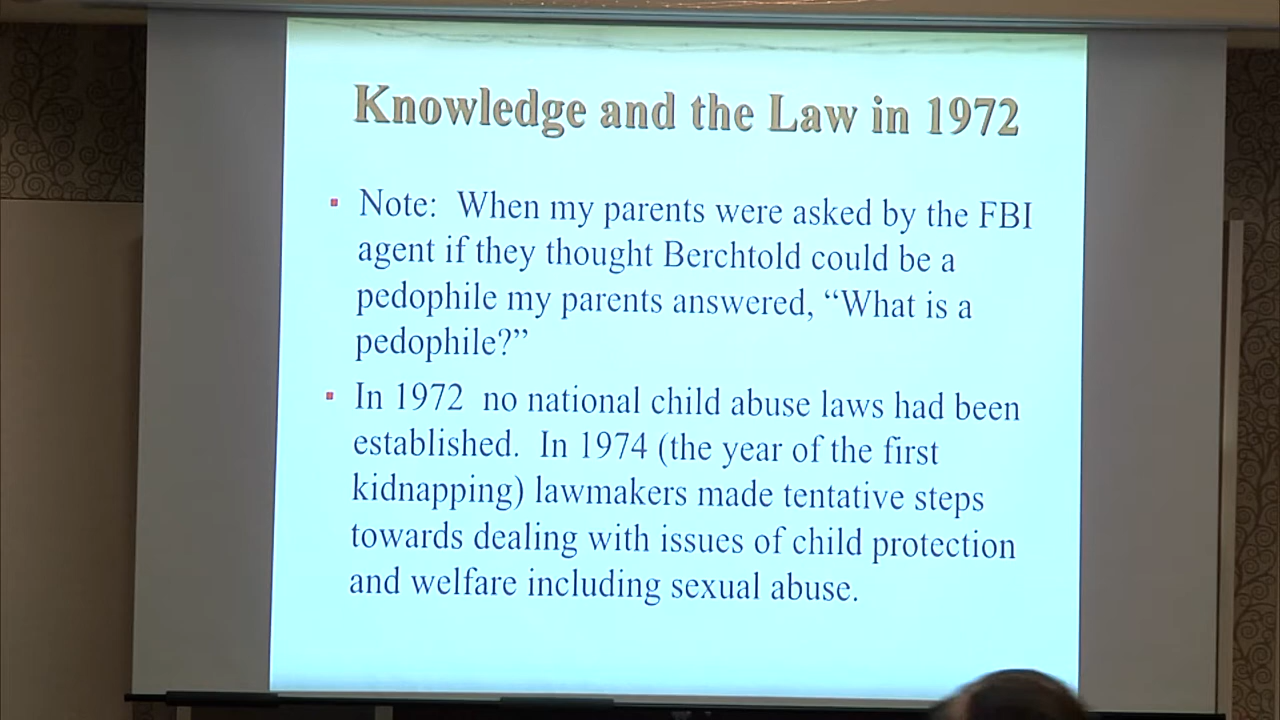 Knowledge and the Law in 1972
Note: When my parents were asked by the FBI
agent if they thought Berchtold could be a
pedophile my parents answered, “What is a
pedophile?”
In 1972 no national child abuse laws had been
established. In 1974 (the year of the first
kidnapping) lawmakers made tentative steps
towards dealing with issues of child protection
and welfare including sexual abuse.